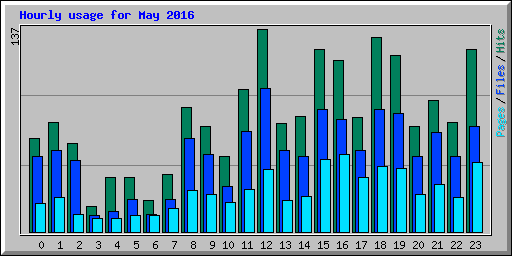 Hourly usage for May 2016
137
Pages/Files/Hits
0 1 2 3 4 5 6 7 8 9 10 11 12 13 14 15 16 17 18 19 20 21 22 23